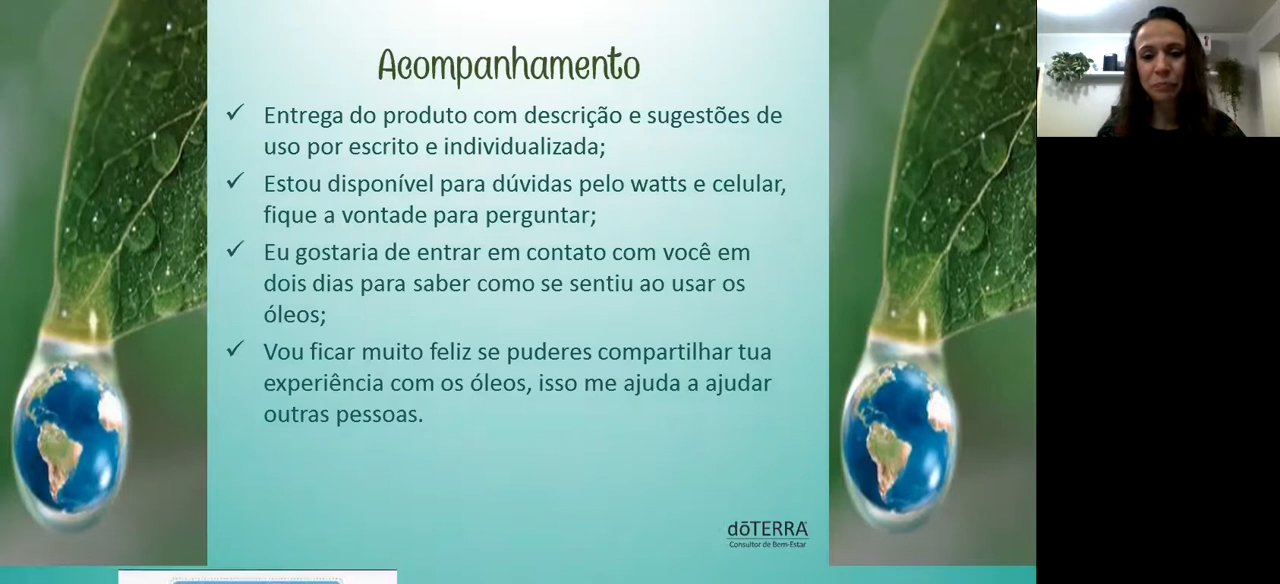 Acompanhamento
✓ Entrega do produto com descrição e sugestões de
uso por escrito e individualizada;
✓ Estou disponível para dúvidas pelo watts e celular,
fique a vontade para perguntar;
✓ Eu gostaria de entrar em contato com você em
dois dias para saber como se sentiu ao usar os
óleos;
✓ Vou ficar muito feliz se puderes compartilhar tua
experiência com os óleos, isso me ajuda a ajudar
outras pessoas.
dōTERRA
Consultor de Bem-Estar